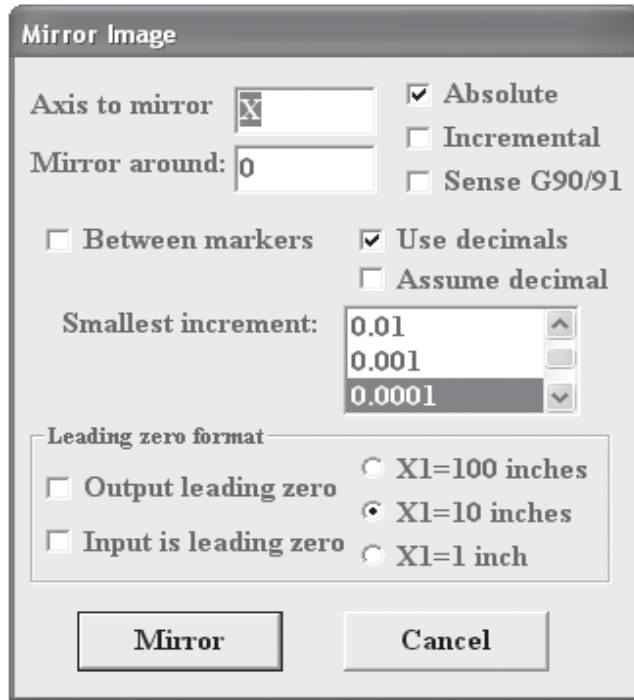 Mirror Image
Axis to mirror X
Mirror around: 0
Absolute
Incremental
Sense G90/91
Between markers
Use decimals
Assume decimal
Smallest increment:
0.01
0.001
0.0001
Leading zero format
Output leading zero
Input is leading zero
X1=100 inches
X1=10 inches
X1=1 inch
Mirror
Cancel